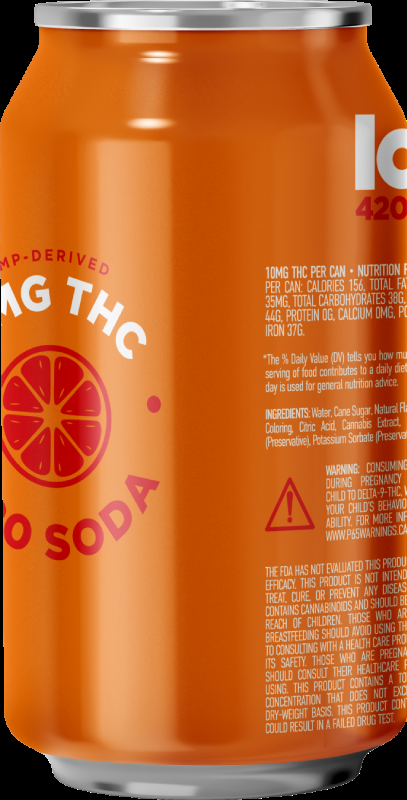 MP-DERIVED
MG THC
O SODA
lo
420
10MG THC PER CAN • NUTRITION
PER CAN: CALORIES 156, TOTAL FA
35MG, TOTAL CARBOHYDRATES 38G,
44G, PROTEIN 0G, CALCIUM 0MG, PO
IRON 37G.
*The % Daily Value (DV) tells you how mu
serving of food contributes to a daily diet
day is used for general nutrition advice.
INGREDIENTS: Water, Cane Sugar, Natural Fla
Coloring, Citric Acid, Cannabis Extract,
(Preservative), Potassium Sorbate (Preservat
WARNING: CONSUMING
DURING PREGNANCY
CHILD TO DELTA-9-THC, W
YOUR CHILD'S BEHAVIO
ABILITY. FOR MORE INF
WWW.P65WARNINGS.CA
THE FDA HAS NOT EVALUATED THIS PRODU
EFFICACY. THIS PRODUCT IS NOT INTEND
TREAT, CURE, OR PREVENT ANY DISEAS
CONTAINS CANNABINOIDS AND SHOULD BE
REACH OF CHILDREN. THOSE WHO AR
BREASTFEEDING SHOULD AVOID USING TH
TO CONSULTING WITH A HEALTH CARE PRO
ITS SAFETY. THOSE WHO ARE PREGNA
SHOULD CONSULT THEIR HEALTHCARE P
USING. THIS PRODUCT CONTAINS A TO
CONCENTRATION THAT DOES NOT EXC
DRY-WEIGHT BASIS. THIS PRODUCT CON
COULD RESULT IN A FAILED DRUG TEST.